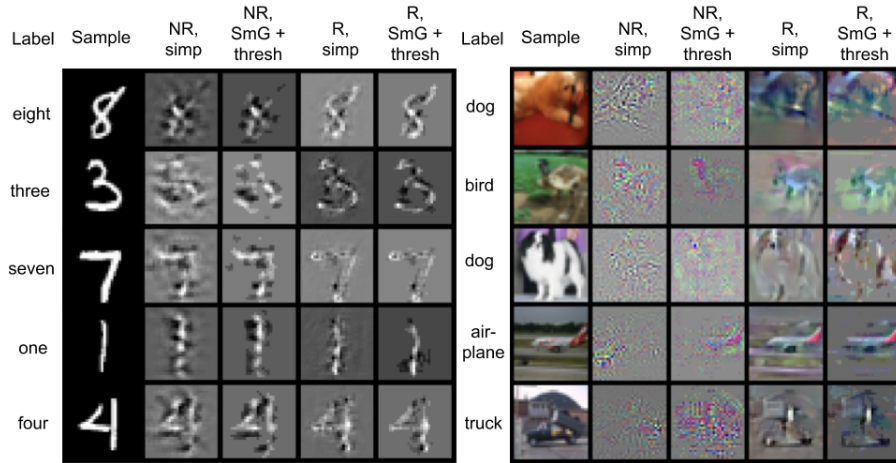 Label Sample NR, simp NR, SmG + thresh R, simp R, SmG + thresh
eight
three
seven
one
four
Label Sample NR, simp NR, SmG + thresh R, simp R, SmG + thresh
dog
bird
dog
air-
plane
truck